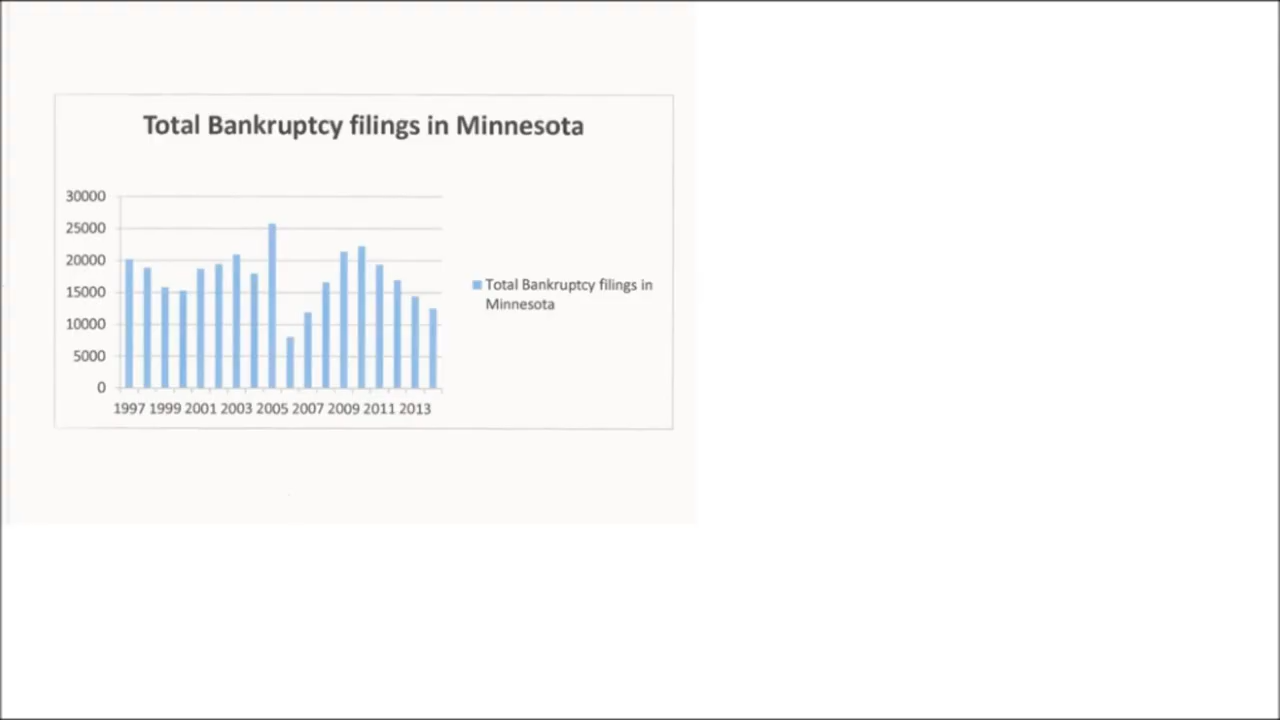 Total Bankruptcy filings in Minnesota
30000
25000
20000
15000
10000
5000
0
1997 1999 2001 2003 2005 2007 2009 2011 2013
Total Bankruptcy filings in
Minnesota